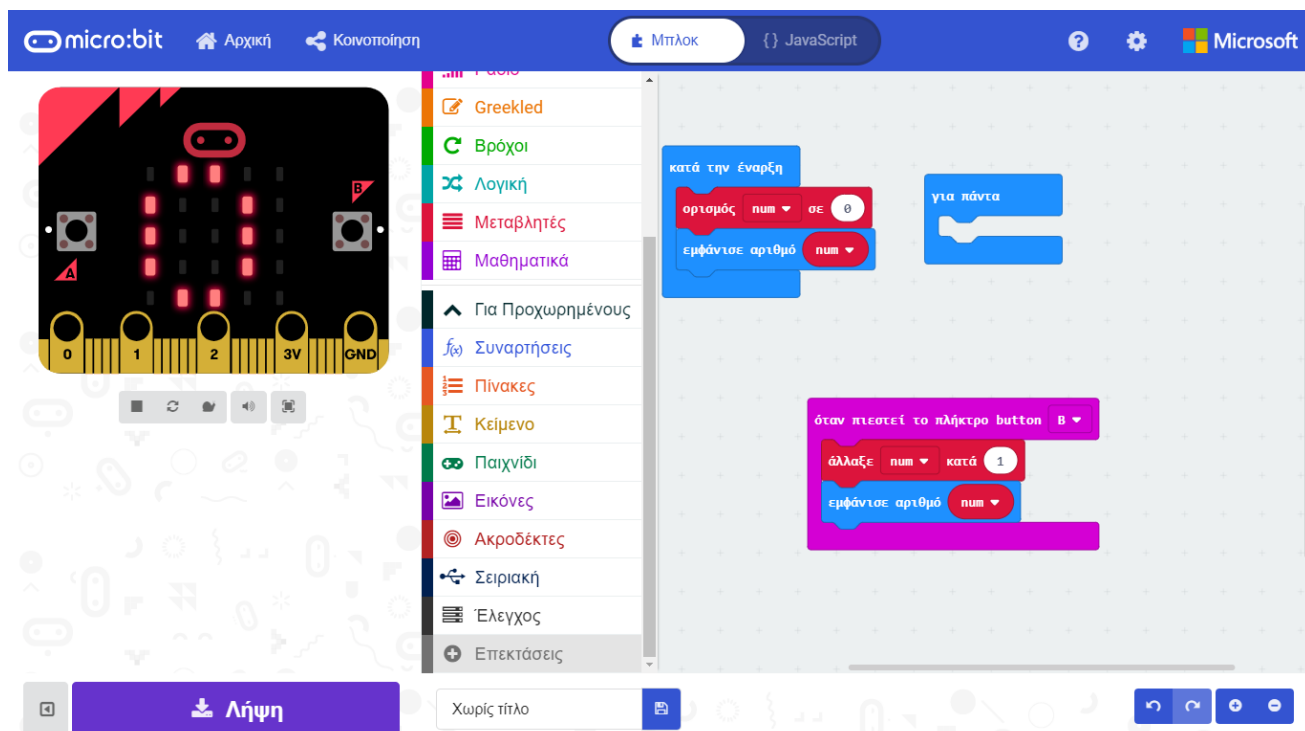 micro:bit Αρχική Κοινοποίηση Μπλοκ {} JavaScript Microsoft
Radio
Greekled
Βρόχοι
Λογική
Μεταβλητές
Μαθηματικά
Για Προχωρημένους
f(x) Συναρτήσεις
Πίνακες
Κείμενο
Παιχνίδι
Εικόνες
Ακροδέκτες
Σειριακή
Έλεγχος
Επεκτάσεις
B
A
0 1 2 3V GND
κατά την έναρξη
ορισμός num σε 0
εμφάνισε αριθμό num
για πάντα
όταν πιεστεί το πλήκτρο button B
άλλαξε num κατά 1
εμφάνισε αριθμό num
Λήψη
Χωρίς τίτλο